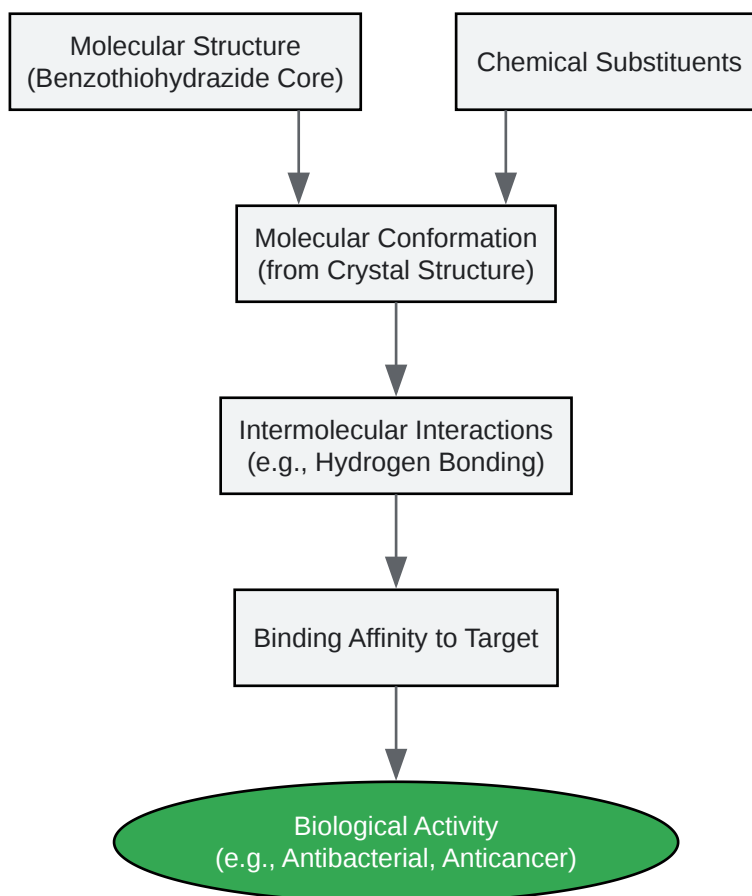 Molecular Structure
(Benzothiohydrazide Core)
Chemical Substituents
Molecular Conformation
(from Crystal Structure)
Intermolecular Interactions
(e.g., Hydrogen Bonding)
Binding Affinity to Target
Biological Activity
(e.g., Antibacterial, Anticancer)